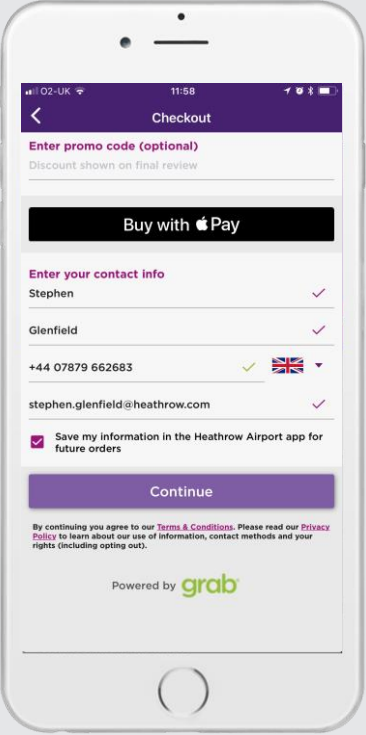 O2-UK 11:58
Checkout
Enter promo code (optional)
Discount shown on final review
Buy with Pay
Enter your contact info
Stephen
Glenfield
+44 07879 662683
stephen.glenfield@heathrow.com
Save my information in the Heathrow Airport app for
future orders
Continue
By continuing you agree to our Terms & Conditions. Please read our Privacy
Policy to learn about our use of information, contact methods and your
rights (including opting out).
Powered by grab